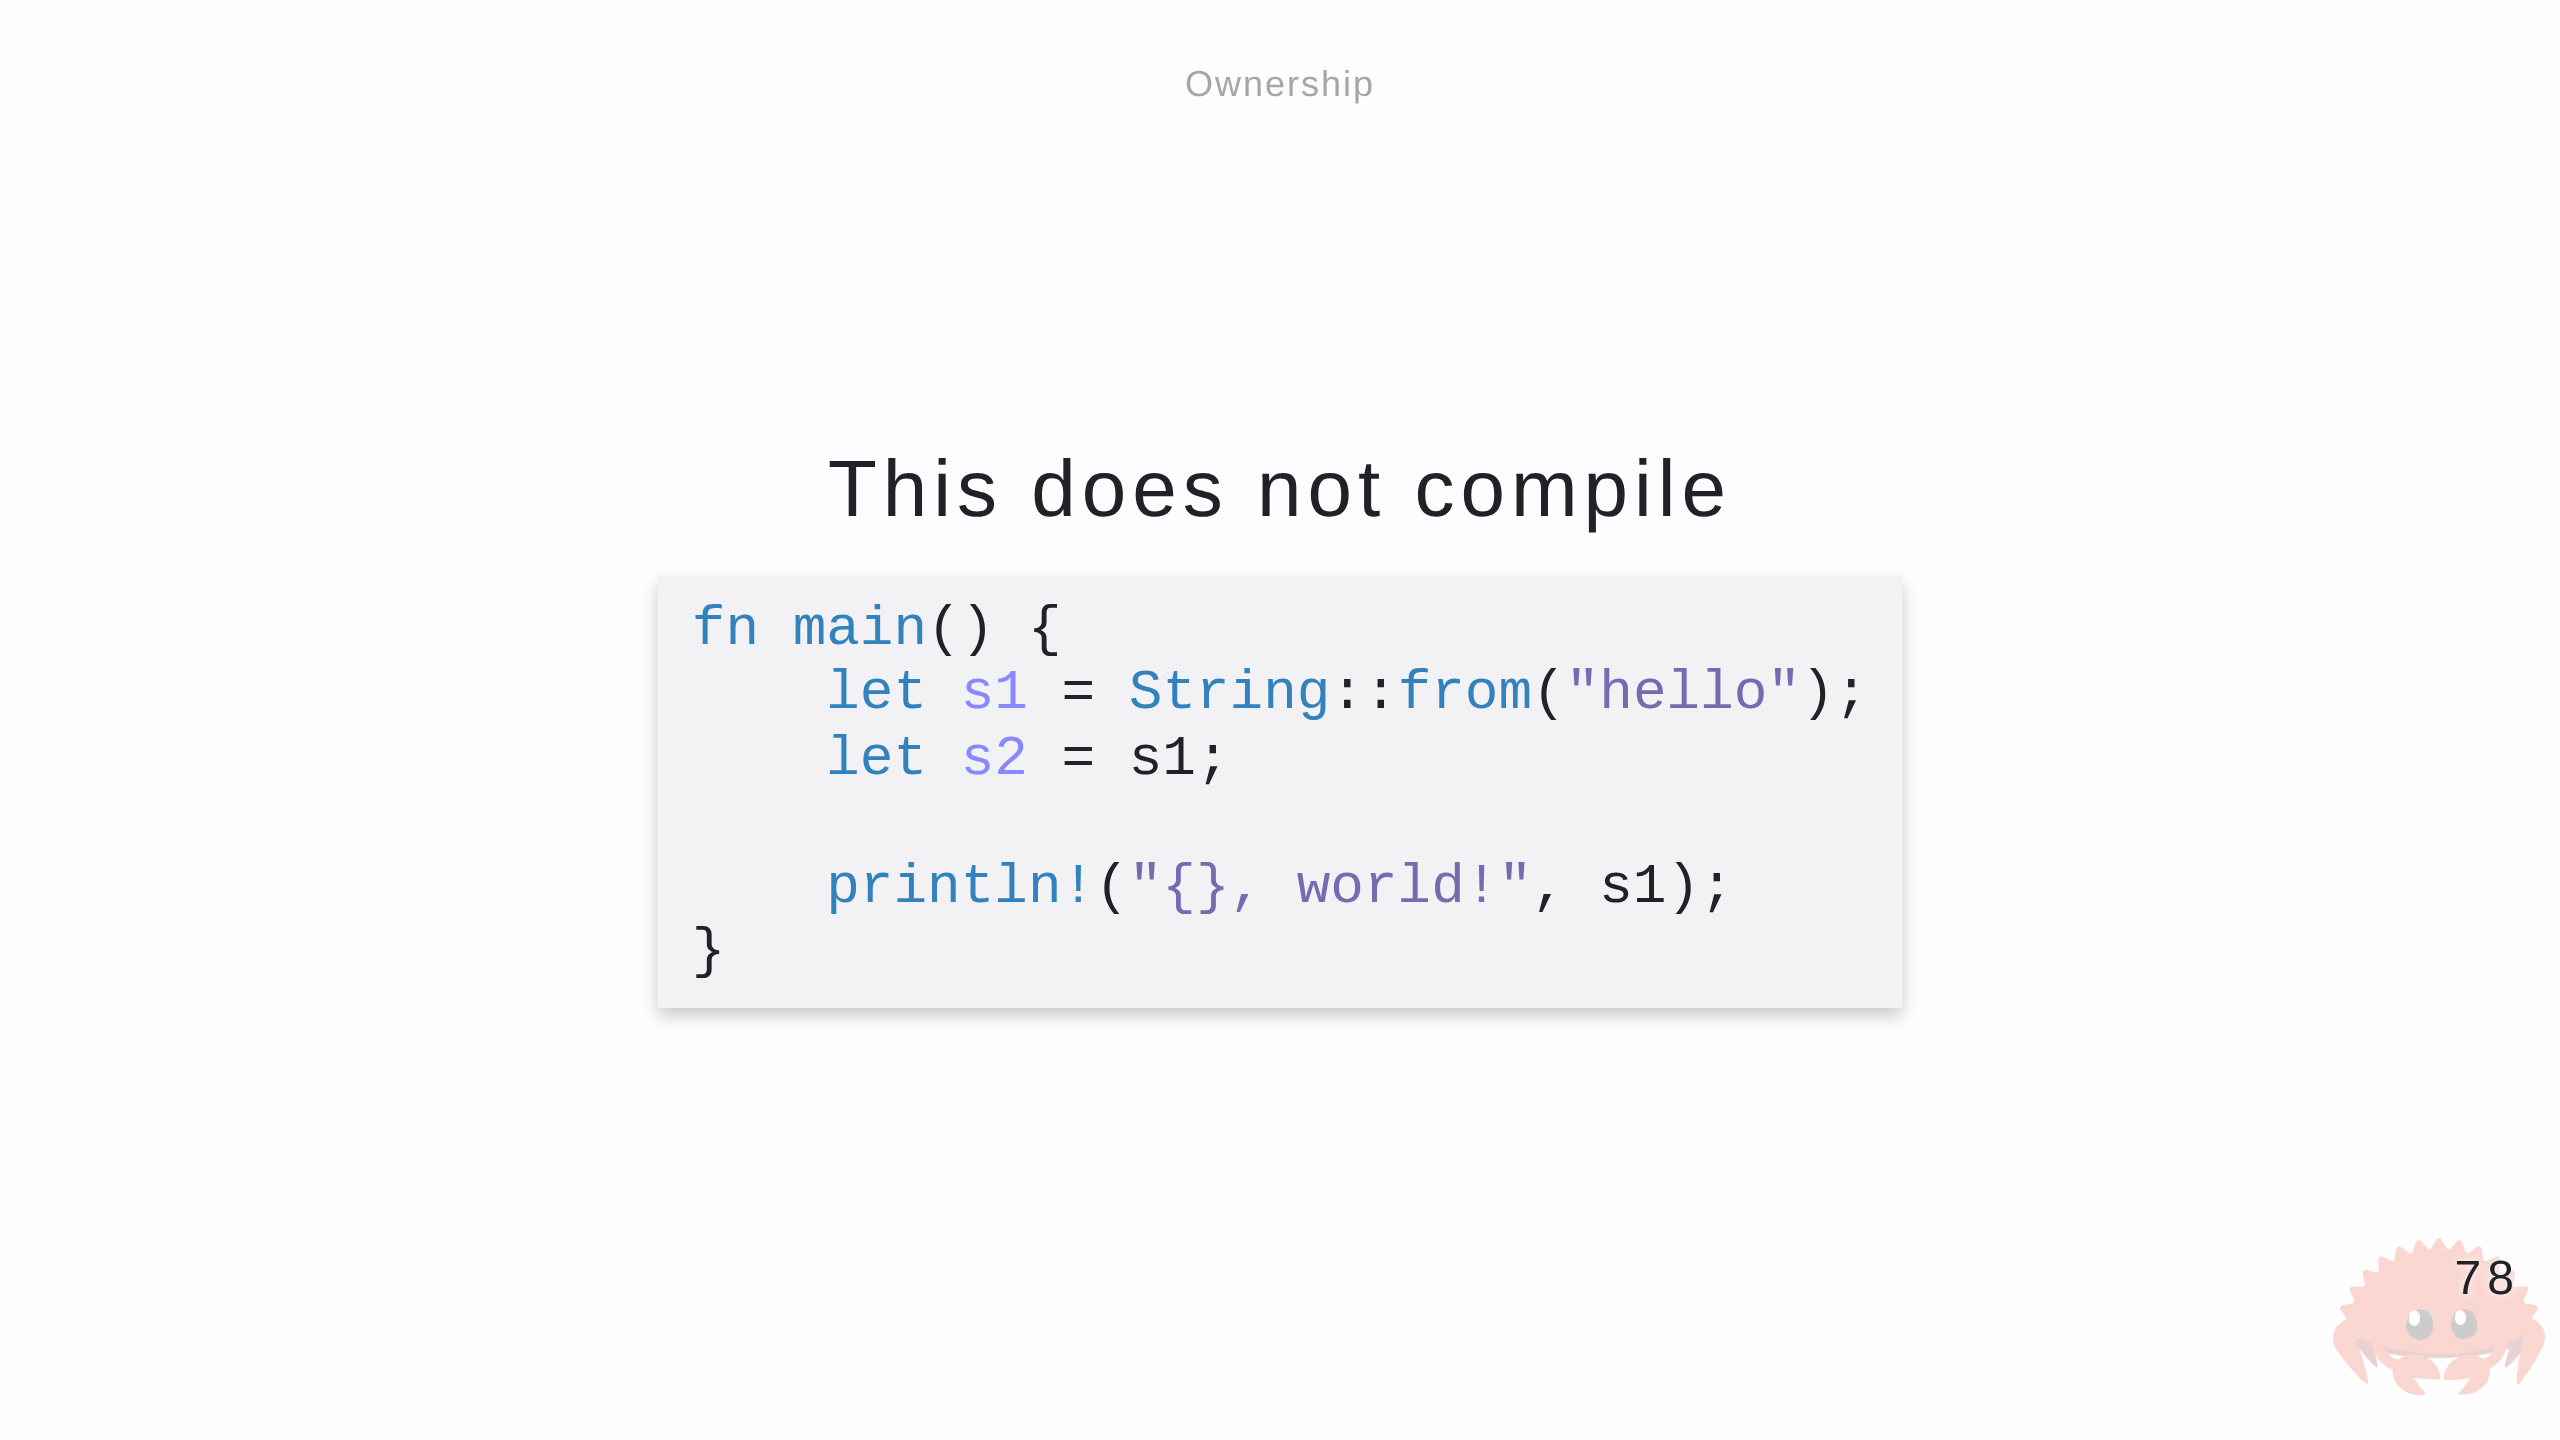 Ownership
This does not compile
fn main() {
    let s1 = String::from("hello");
    let s2 = s1;

    println!("{}, world!", s1);
}
78